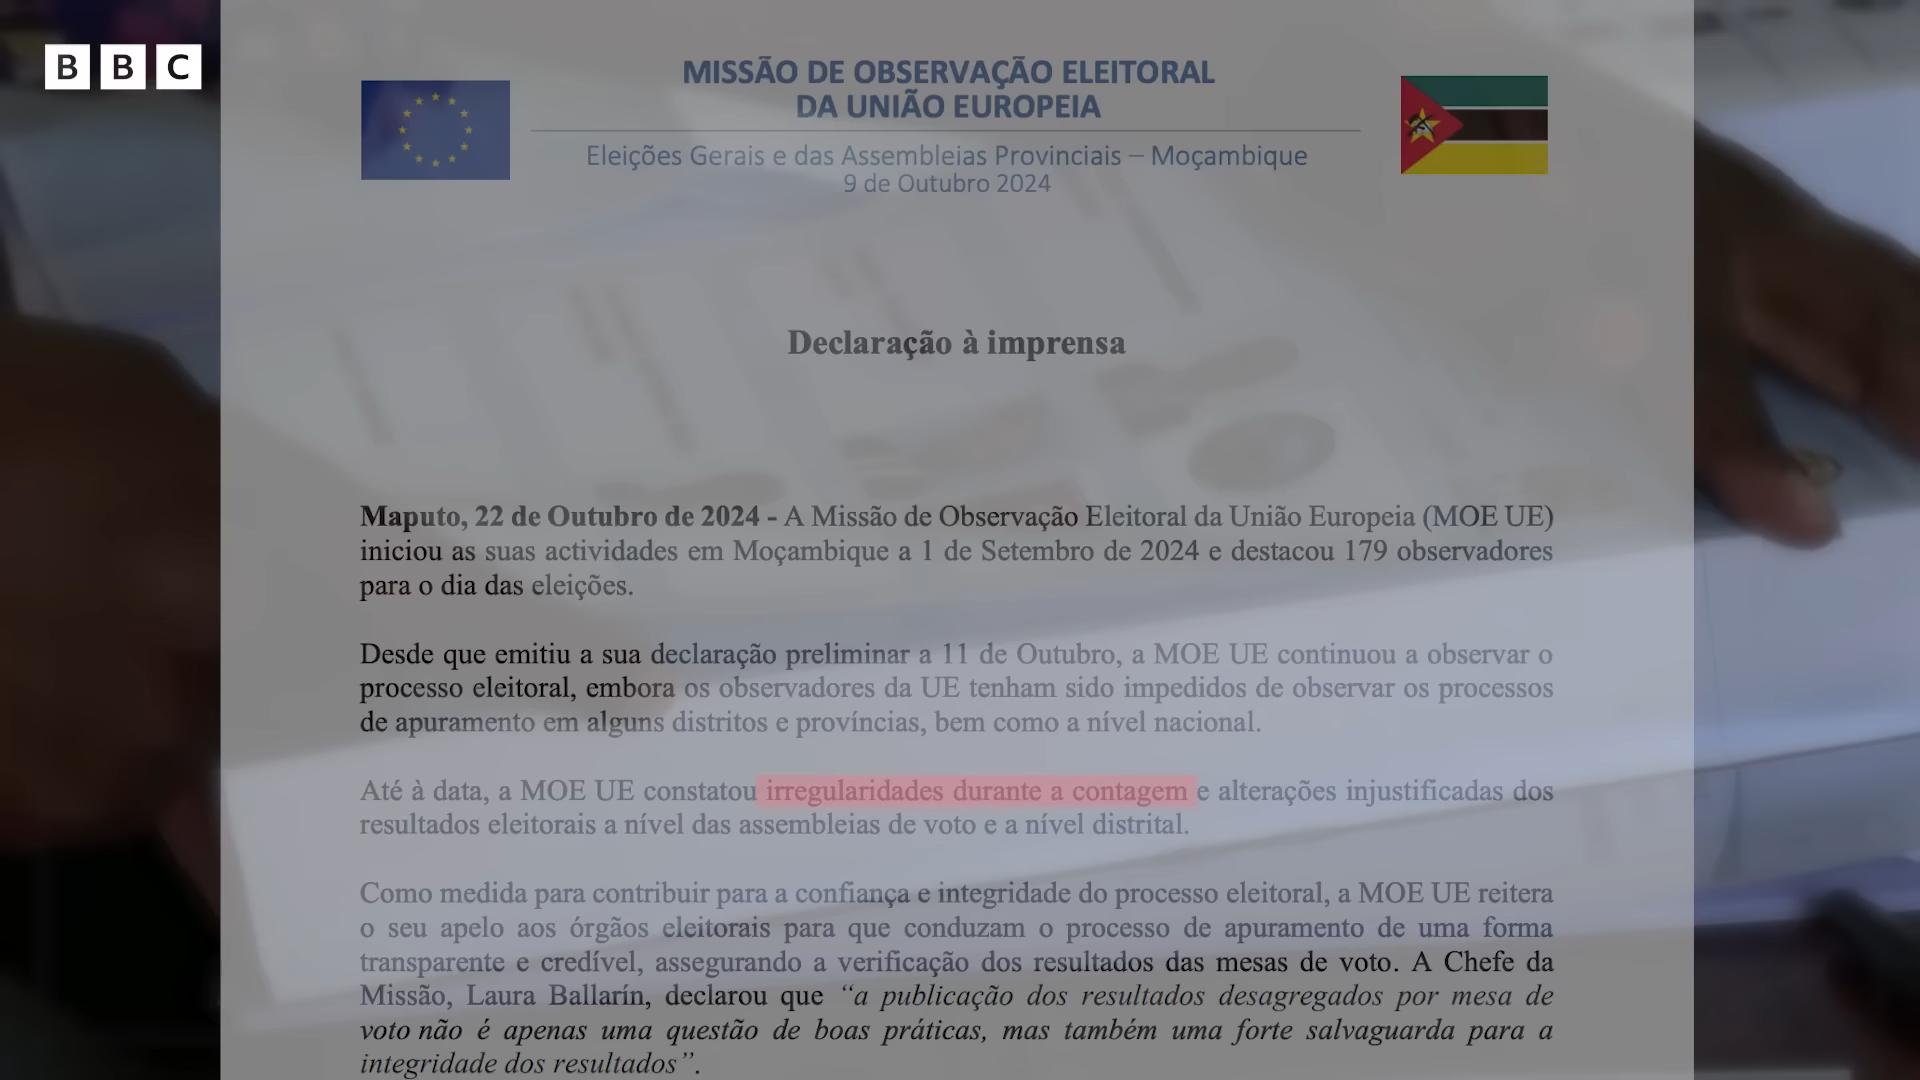 BBC
MISSÃO DE OBSERVAÇÃO ELEITORAL
DA UNIÃO EUROPEIA
Eleições Gerais e das Assembleias Provinciais – Moçambique
9 de Outubro 2024
Declaração à imprensa
Maputo, 22 de Outubro de 2024 - A Missão de Observação Eleitoral da União Europeia (MOE UE)
iniciou as suas actividades em Moçambique a 1 de Setembro de 2024 e destacou 179 observadores
para o dia das eleições.
Desde que emitiu a sua declaração preliminar a 11 de Outubro, a MOE UE continuou a observar o
processo eleitoral, embora os observadores da UE tenham sido impedidos de observar os processos
de apuramento em alguns distritos e províncias, bem como a nível nacional.
Até à data, a MOE UE constatou irregularidades durante a contagem e alterações injustificadas dos
resultados eleitorais a nível das assembleias de voto e a nível distrital.
Como medida para contribuir para a confiança e integridade do processo eleitoral, a MOE UE reitera
o seu apelo aos órgãos eleitorais para que conduzam o processo de apuramento de uma forma
transparente e credível, assegurando a verificação dos resultados das mesas de voto. A Chefe da
Missão, Laura Ballarín, declarou que “a publicação dos resultados desagregados por mesa de
voto não é apenas uma questão de boas práticas, mas também uma forte salvaguarda para a
integridade dos resultados”.